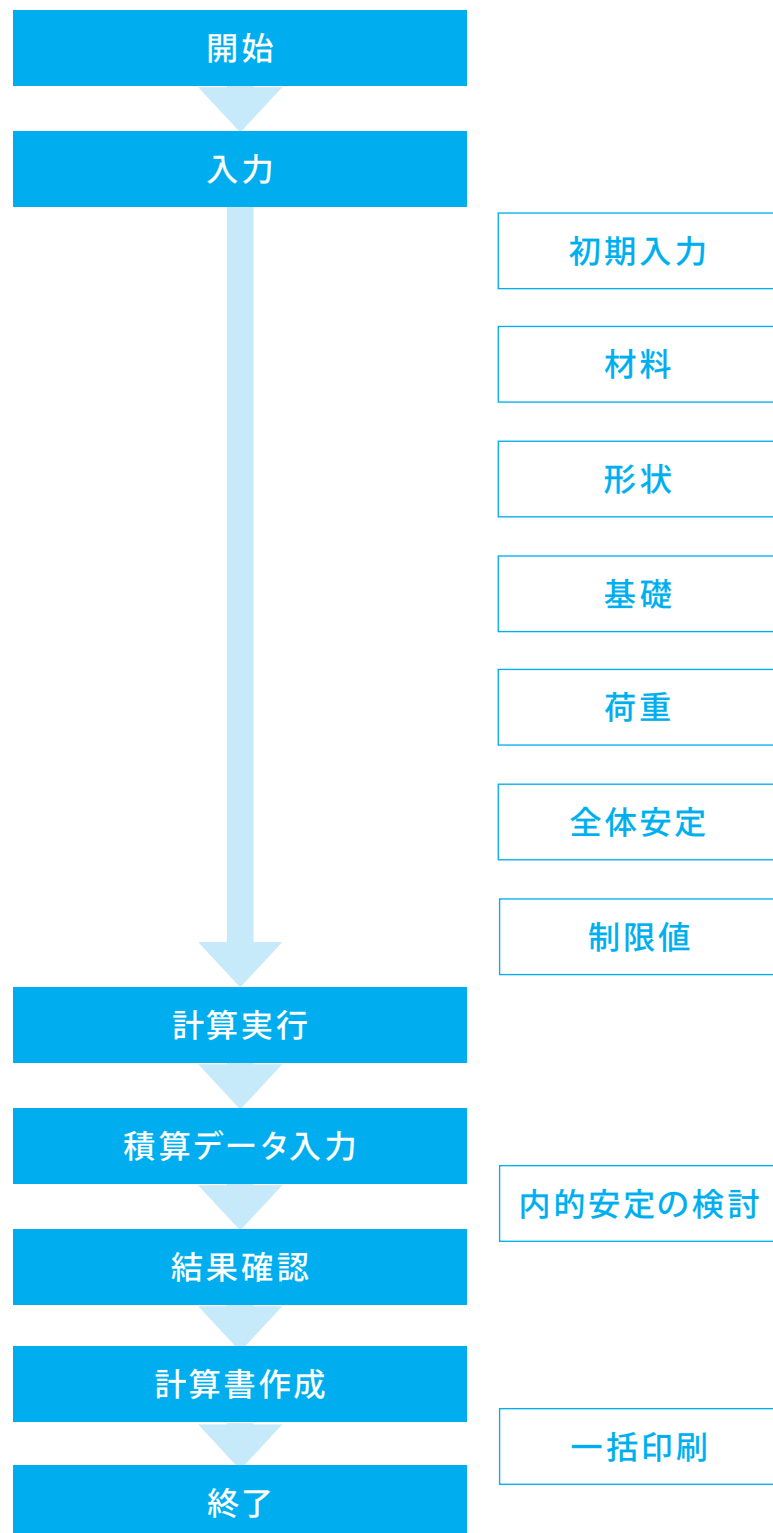 開始
入力
初期入力
材料
形状
基礎
荷重
全体安定
制限値
計算実行
積算データ入力
内的安定の検討
結果確認
計算書作成
一括印刷
終了